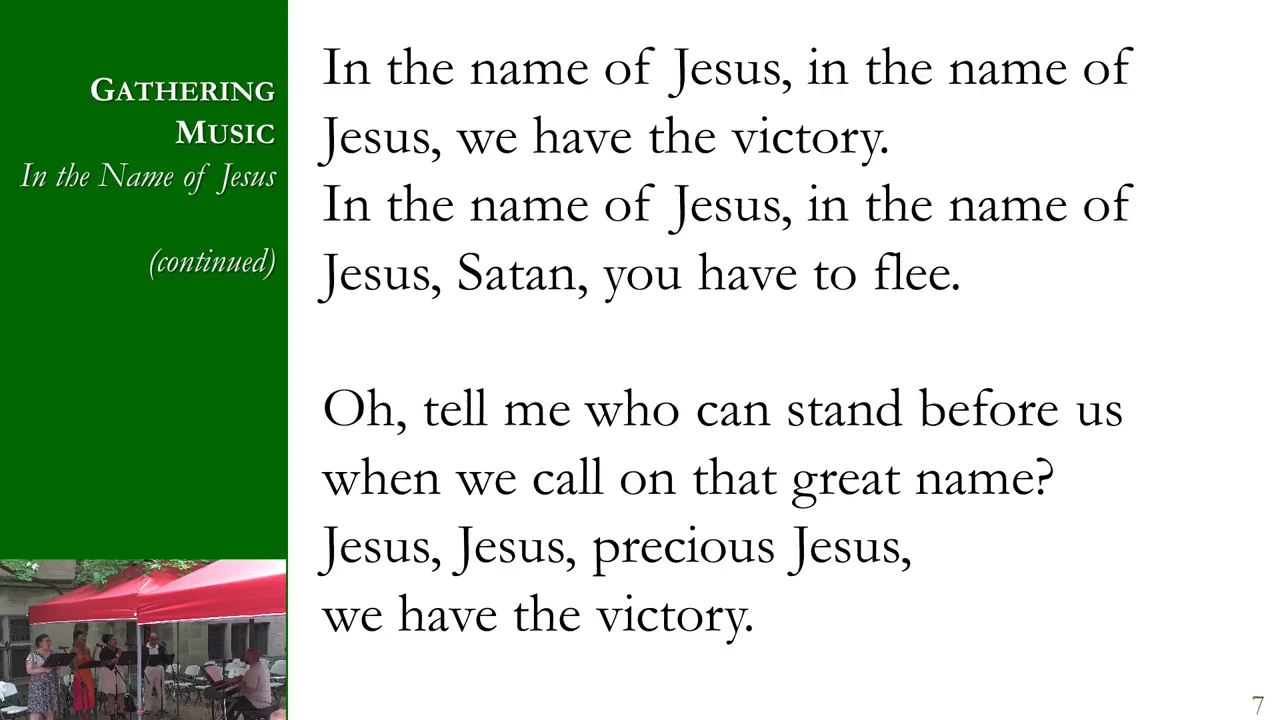 GATHERING
MUSIC
In the Name of Jesus
(continued)
In the name of Jesus, in the name of
Jesus, we have the victory.
In the name of Jesus, in the name of
Jesus, Satan, you have to flee.
Oh, tell me who can stand before us
when we call on that great name?
Jesus, Jesus, precious Jesus,
we have the victory.
7